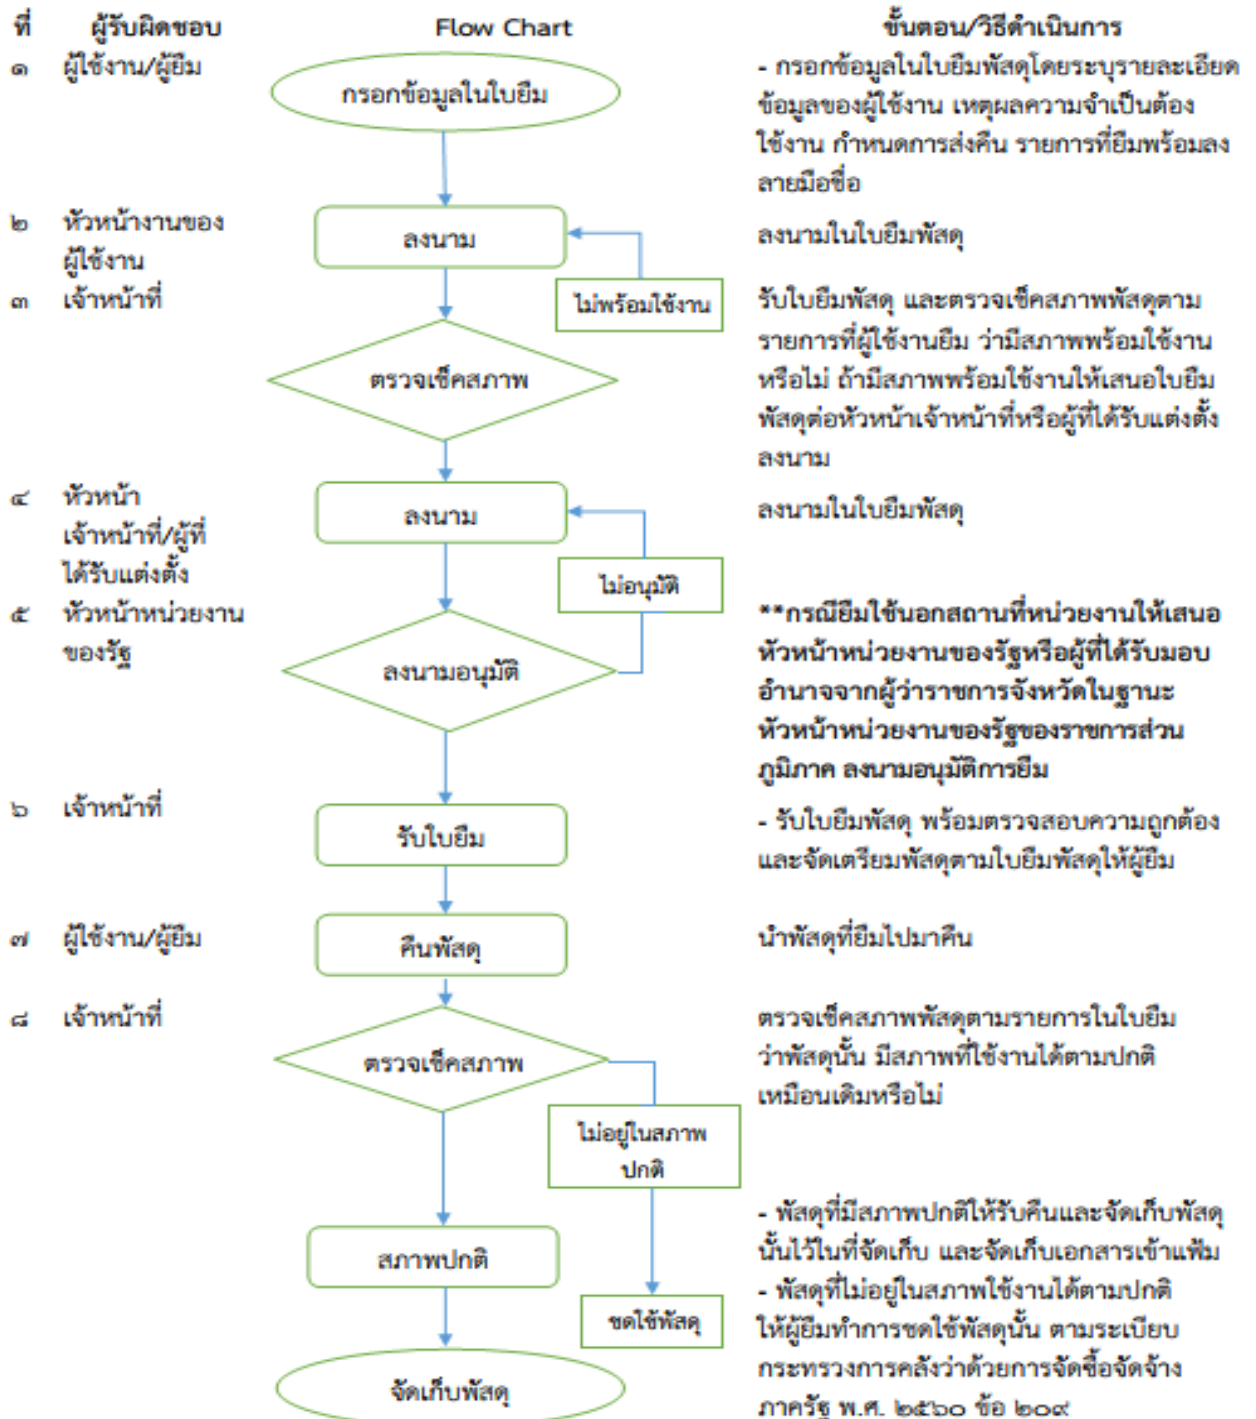 ที่ ผู้รับผิดชอบ Flow Chart ขั้นตอน/วิธีดำเนินการ
๑ ผู้ใช้งาน/ผู้ยืม
กรอกข้อมูลในใบยืม
- กรอกข้อมูลในใบยืมพัสดุโดยระบุรายละเอียด
ข้อมูลของผู้ใช้งาน เหตุผลความจำเป็นต้อง
ใช้งาน กำหนดการส่งคืน รายการที่ยืมพร้อมลง
ลายมือชื่อ
๒ หัวหน้างานของ
ผู้ใช้งาน
ลงนาม
ลงนามในใบยืมพัสดุ
ไม่พร้อมใช้งาน
๓ เจ้าหน้าที่
ตรวจเช็คสภาพ
รับใบยืมพัสดุ และตรวจเช็คสภาพพัสดุตาม
รายการที่ผู้ใช้งานยืม ว่ามีสภาพพร้อมใช้งาน
หรือไม่ ถ้ามีสภาพพร้อมใช้งานให้เสนอใบยืม
พัสดุต่อหัวหน้าเจ้าหน้าที่หรือผู้ที่ได้รับแต่งตั้ง
ลงนาม
๔ หัวหน้า
เจ้าหน้าที่/ผู้ที่
ได้รับแต่งตั้ง
ลงนาม
ลงนามในใบยืมพัสดุ
ไม่อนุมัติ
๕ หัวหน้าหน่วยงาน
ของรัฐ
ลงนามอนุมัติ
**กรณียืมใช้นอกสถานที่หน่วยงานให้เสนอ
หัวหน้าหน่วยงานของรัฐหรือผู้ที่ได้รับมอบ
อำนาจจากผู้ว่าราชการจังหวัดในฐานะ
หัวหน้าหน่วยงานของรัฐของราชการส่วน
ภูมิภาค ลงนามอนุมัติการยืม
๖ เจ้าหน้าที่
รับใบยืม
- รับใบยืมพัสดุ พร้อมตรวจสอบความถูกต้อง
และจัดเตรียมพัสดุตามใบยืมพัสดุให้ผู้ยืม
๗ ผู้ใช้งาน/ผู้ยืม
คืนพัสดุ
นำพัสดุที่ยืมไปมาคืน
๘ เจ้าหน้าที่
ตรวจเช็คสภาพ
ตรวจเช็คสภาพพัสดุตามรายการในใบยืม
ว่าพัสดุนั้น มีสภาพที่ใช้งานได้ตามปกติ
เหมือนเดิมหรือไม่
ไม่อยู่ในสภาพ
ปกติ
สภาพปกติ
ชดใช้พัสดุ
จัดเก็บพัสดุ
- พัสดุที่มีสภาพปกติให้รับคืนและจัดเก็บพัสดุ
นั้นไว้ในที่จัดเก็บ และจัดเก็บเอกสารเข้าแฟ้ม
- พัสดุที่ไม่อยู่ในสภาพใช้งานได้ตามปกติ
ให้ผู้ยืมทำการชดใช้พัสดุนั้น ตามระเบียบ
กระทรวงการคลังว่าด้วยการจัดซื้อจัดจ้าง
ภาครัฐ พ.ศ. ๒๕๖๐ ข้อ ๒๐๙